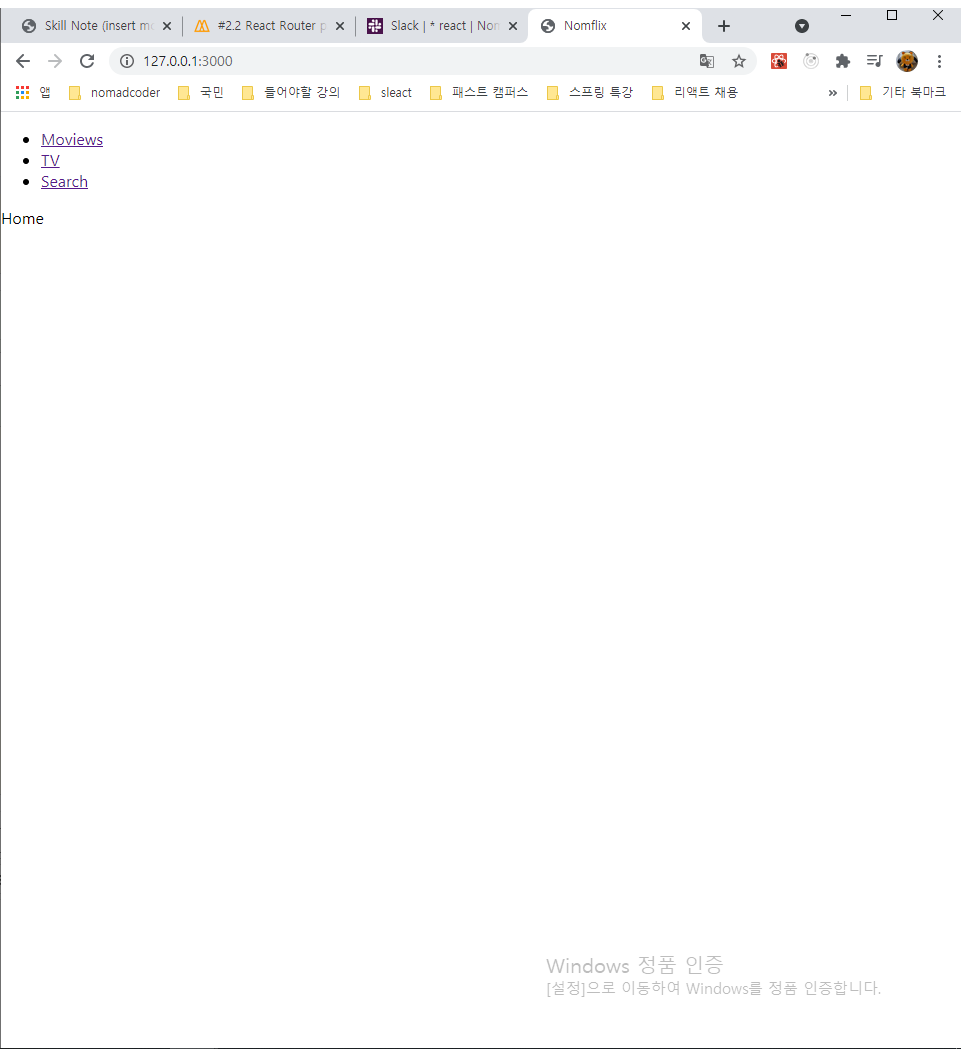 Skill Note (insert mo
#2.2 React Router p
Slack | * react | Nom
Nomflix
127.0.0.1:3000
앱 nomadcoder 국민 들어야할 강의 sleact 패스트 캠퍼스 스프링 특강 리액트 채용 » 기타 북마크
Moviews
TV
Search
Home
Windows 정품 인증
[설정]으로 이동하여 Windows를 정품 인증합니다.